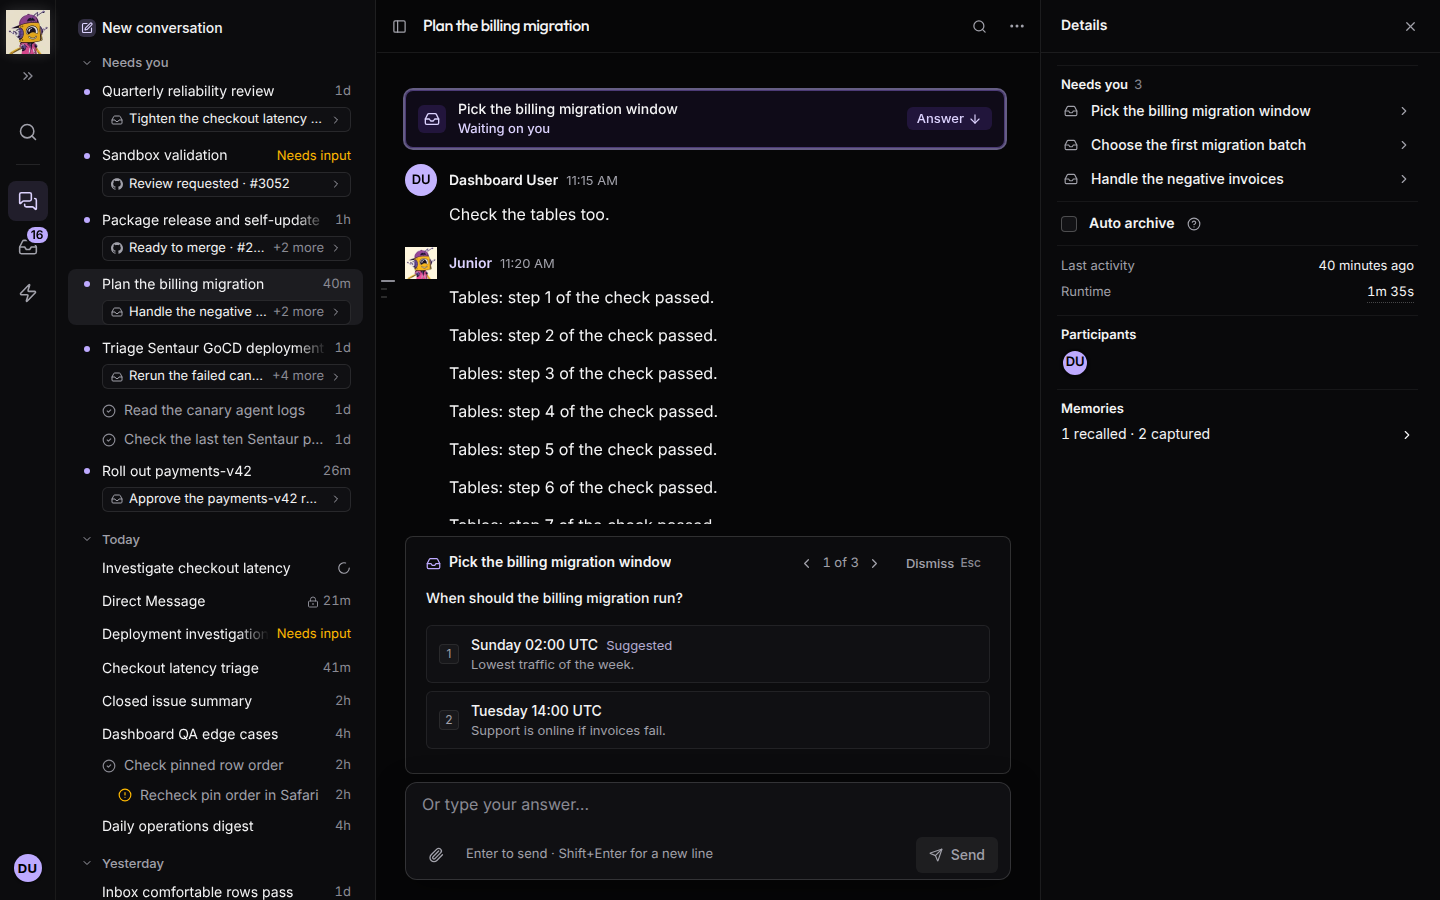 New conversation
Needs you
Quarterly reliability review 1d
Tighten the checkout latency ...
Sandbox validation Needs input
Review requested · #3052
Package release and self-update 1h
Ready to merge · #2... +2 more
Plan the billing migration 40m
Handle the negative ... +2 more
Triage Sentaur GoCD deployment 1d
Rerun the failed can... +4 more
Read the canary agent logs 1d
Check the last ten Sentaur p... 1d
Roll out payments-v42 26m
Approve the payments-v42 r...
Today
Investigate checkout latency
Direct Message 21m
Deployment investigation Needs input
Checkout latency triage 41m
Closed issue summary 2h
Dashboard QA edge cases 4h
Check pinned row order 2h
Recheck pin order in Safari 2h
Daily operations digest 4h
Yesterday
Inbox comfortable rows pass 1d
16
DU
Plan the billing migration
Pick the billing migration window
Waiting on you
Answer
DU
Dashboard User 11:15 AM
Check the tables too.
Junior 11:20 AM
Tables: step 1 of the check passed.
Tables: step 2 of the check passed.
Tables: step 3 of the check passed.
Tables: step 4 of the check passed.
Tables: step 5 of the check passed.
Tables: step 6 of the check passed.
Tables: step 7 of the check passed.
Pick the billing migration window 1 of 3 Dismiss Esc
When should the billing migration run?
1 Sunday 02:00 UTC Suggested
Lowest traffic of the week.
2 Tuesday 14:00 UTC
Support is online if invoices fail.
Or type your answer...
Enter to send · Shift+Enter for a new line
Send
Details
Needs you 3
Pick the billing migration window
Choose the first migration batch
Handle the negative invoices
Auto archive
Last activity 40 minutes ago
Runtime 1m 35s
Participants
DU
Memories
1 recalled · 2 captured